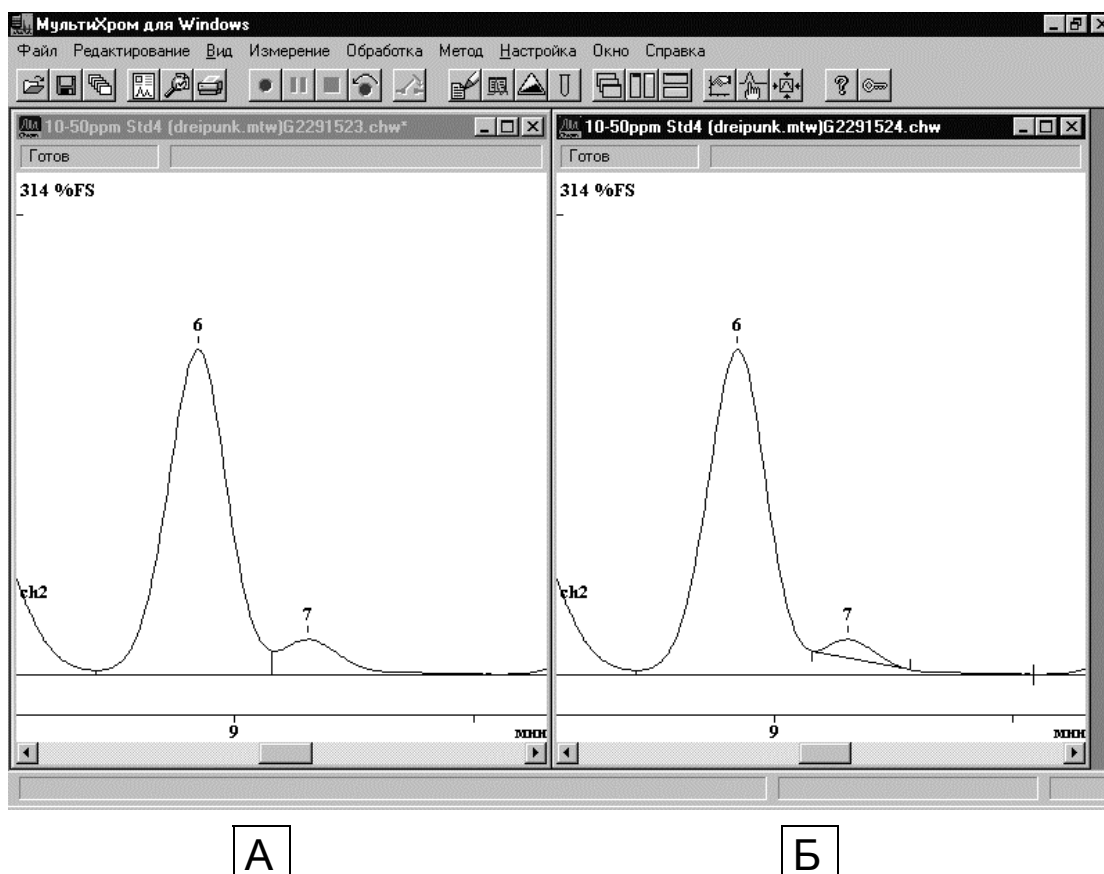 МультиХром для Windows
Файл Редактирование Вид Измерение Обработка Метод Настройка Окно Справка
10-50ppm Std4 (dreipunk.mtw)G2291523.chw*
Готов
314 %FS
6
ch2
7
9
мин
10-50ppm Std4 (dreipunk.mtw)G2291524.chw
Готов
314 %FS
6
ch2
7
9
мин
А
Б